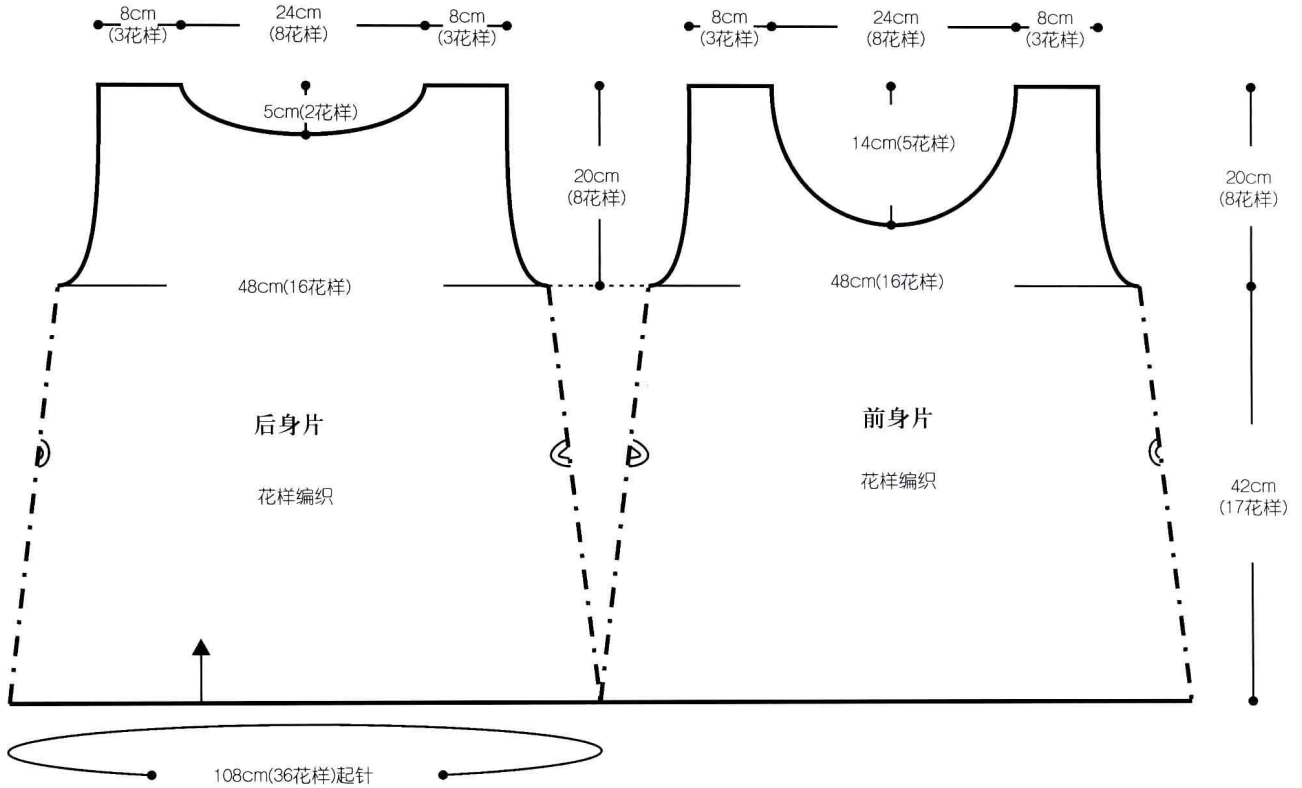 8cm
(3花样)
24cm
(8花样)
8cm
(3花样)
5cm(2花样)
20cm
(8花样)
48cm(16花样)
后身片
花样编织
8cm
(3花样)
24cm
(8花样)
8cm
(3花样)
14cm(5花样)
20cm
(8花样)
48cm(16花样)
前身片
花样编织
42cm
(17花样)
108cm(36花样)起针